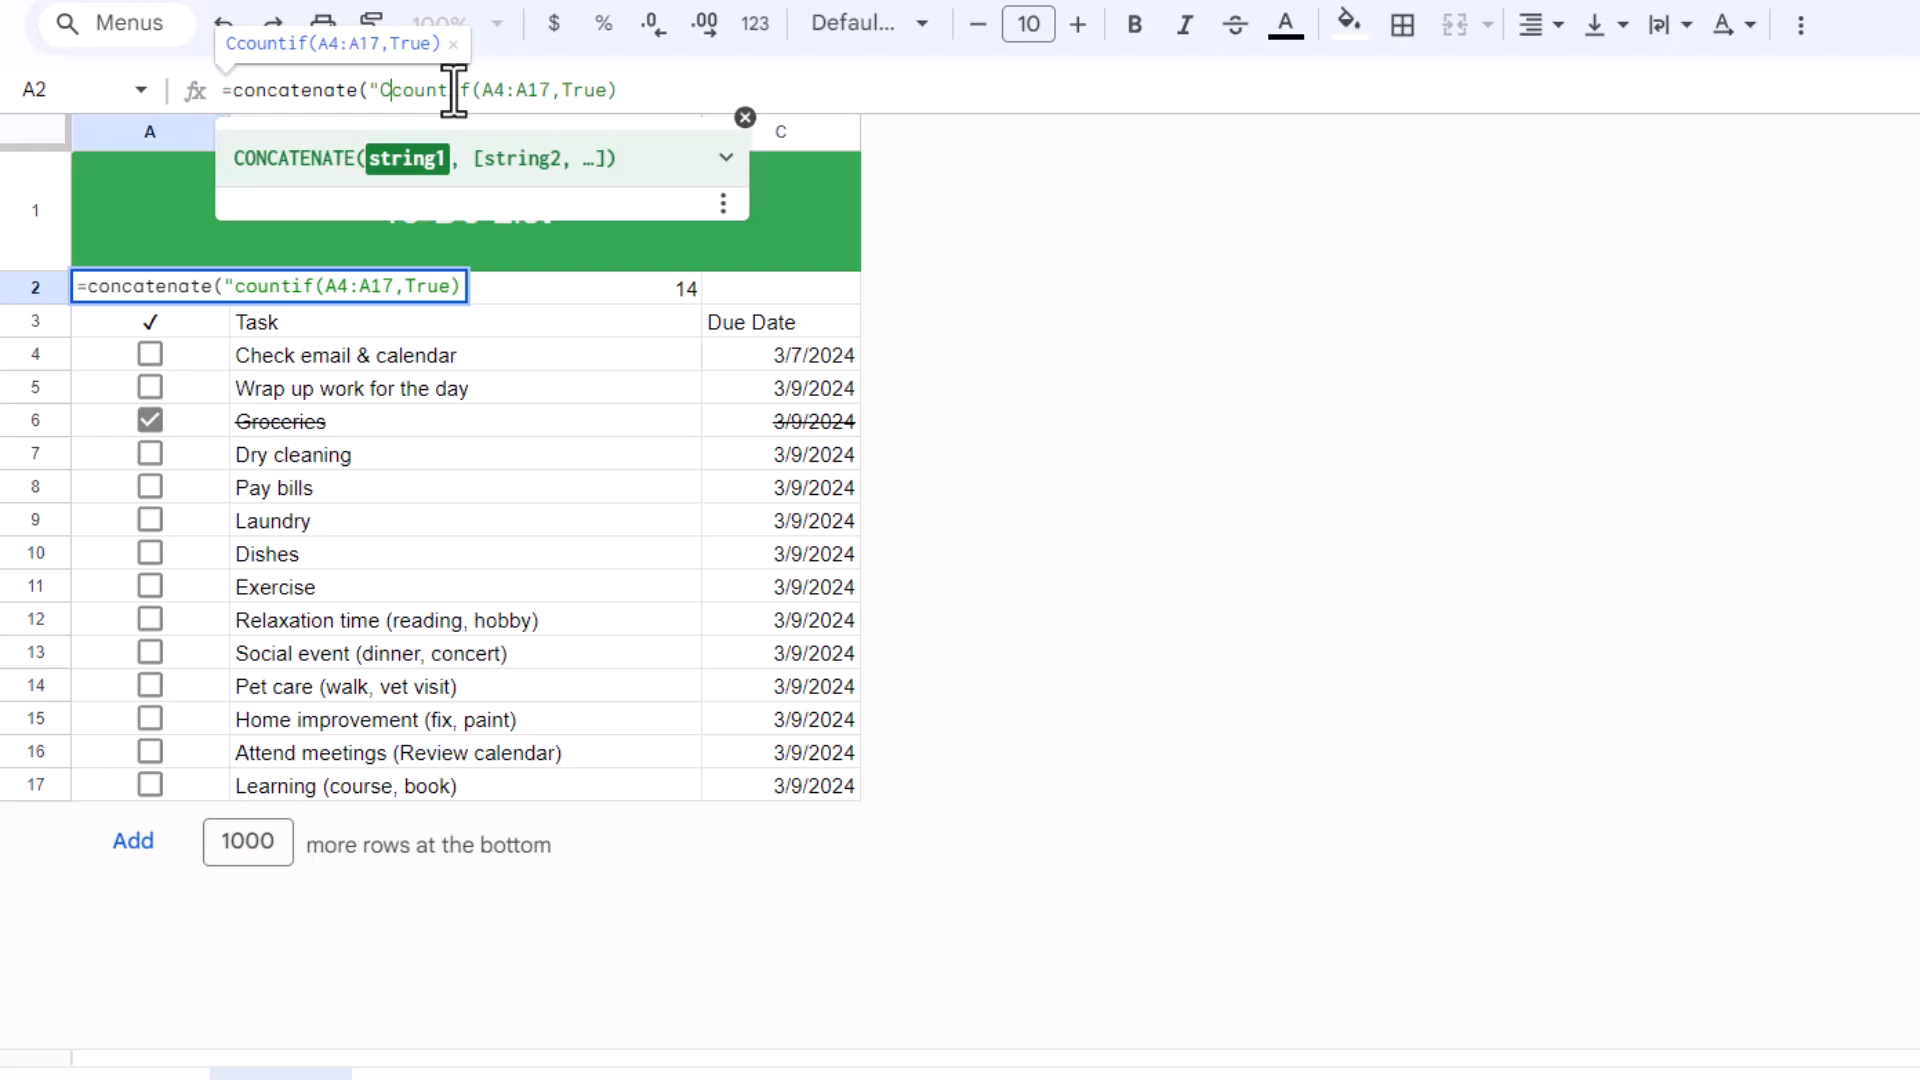 Menus 100% $ % .0 .00 123 Defaul... 10 B I A
Ccountif(A4:A17,True) ×
A2 fx =concatenate("Ccountif(A4:A17,True)
A C
CONCATENATE(string1, [string2, …])
1
2 =concatenate("countif(A4:A17,True) 14
3 ✓ Task Due Date
4 Check email & calendar 3/7/2024
5 Wrap up work for the day 3/9/2024
6 Groceries 3/9/2024
7 Dry cleaning 3/9/2024
8 Pay bills 3/9/2024
9 Laundry 3/9/2024
10 Dishes 3/9/2024
11 Exercise 3/9/2024
12 Relaxation time (reading, hobby) 3/9/2024
13 Social event (dinner, concert) 3/9/2024
14 Pet care (walk, vet visit) 3/9/2024
15 Home improvement (fix, paint) 3/9/2024
16 Attend meetings (Review calendar) 3/9/2024
17 Learning (course, book) 3/9/2024
Add 1000 more rows at the bottom